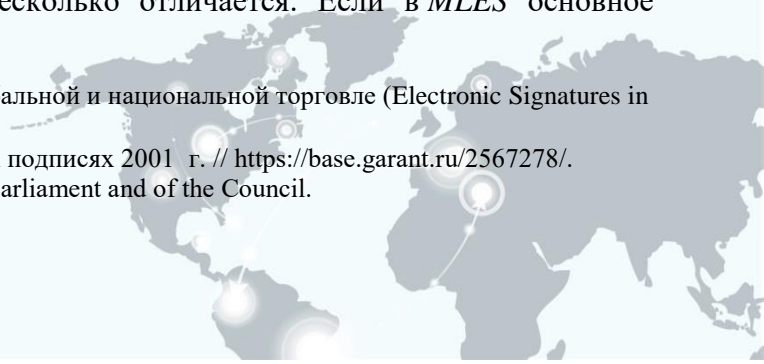 несколько отличается. Если в MLES основное
альной и национальной торговле (Electronic Signatures in
подписях 2001 г. // https://base.garant.ru/2567278/.
arliament and of the Council.